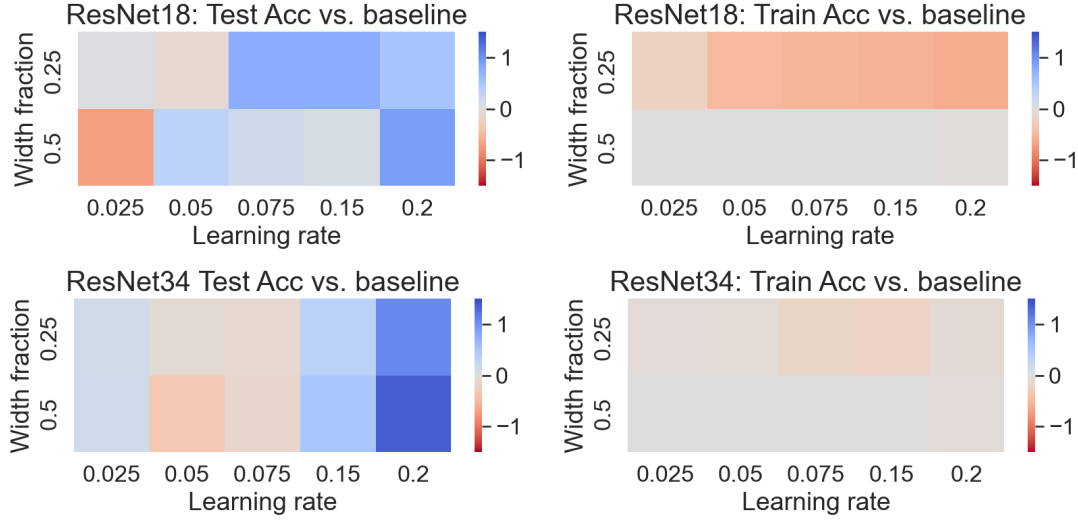 ResNet18: Test Acc vs. baseline
Width fraction
0.25
0.5
0.025 0.05 0.075 0.15 0.2
Learning rate
1
0
−1
ResNet18: Train Acc vs. baseline
Width fraction
0.25
0.5
0.025 0.05 0.075 0.15 0.2
Learning rate
1
0
−1
ResNet34 Test Acc vs. baseline
Width fraction
0.25
0.5
0.025 0.05 0.075 0.15 0.2
Learning rate
1
0
−1
ResNet34: Train Acc vs. baseline
Width fraction
0.25
0.5
0.025 0.05 0.075 0.15 0.2
Learning rate
1
0
−1